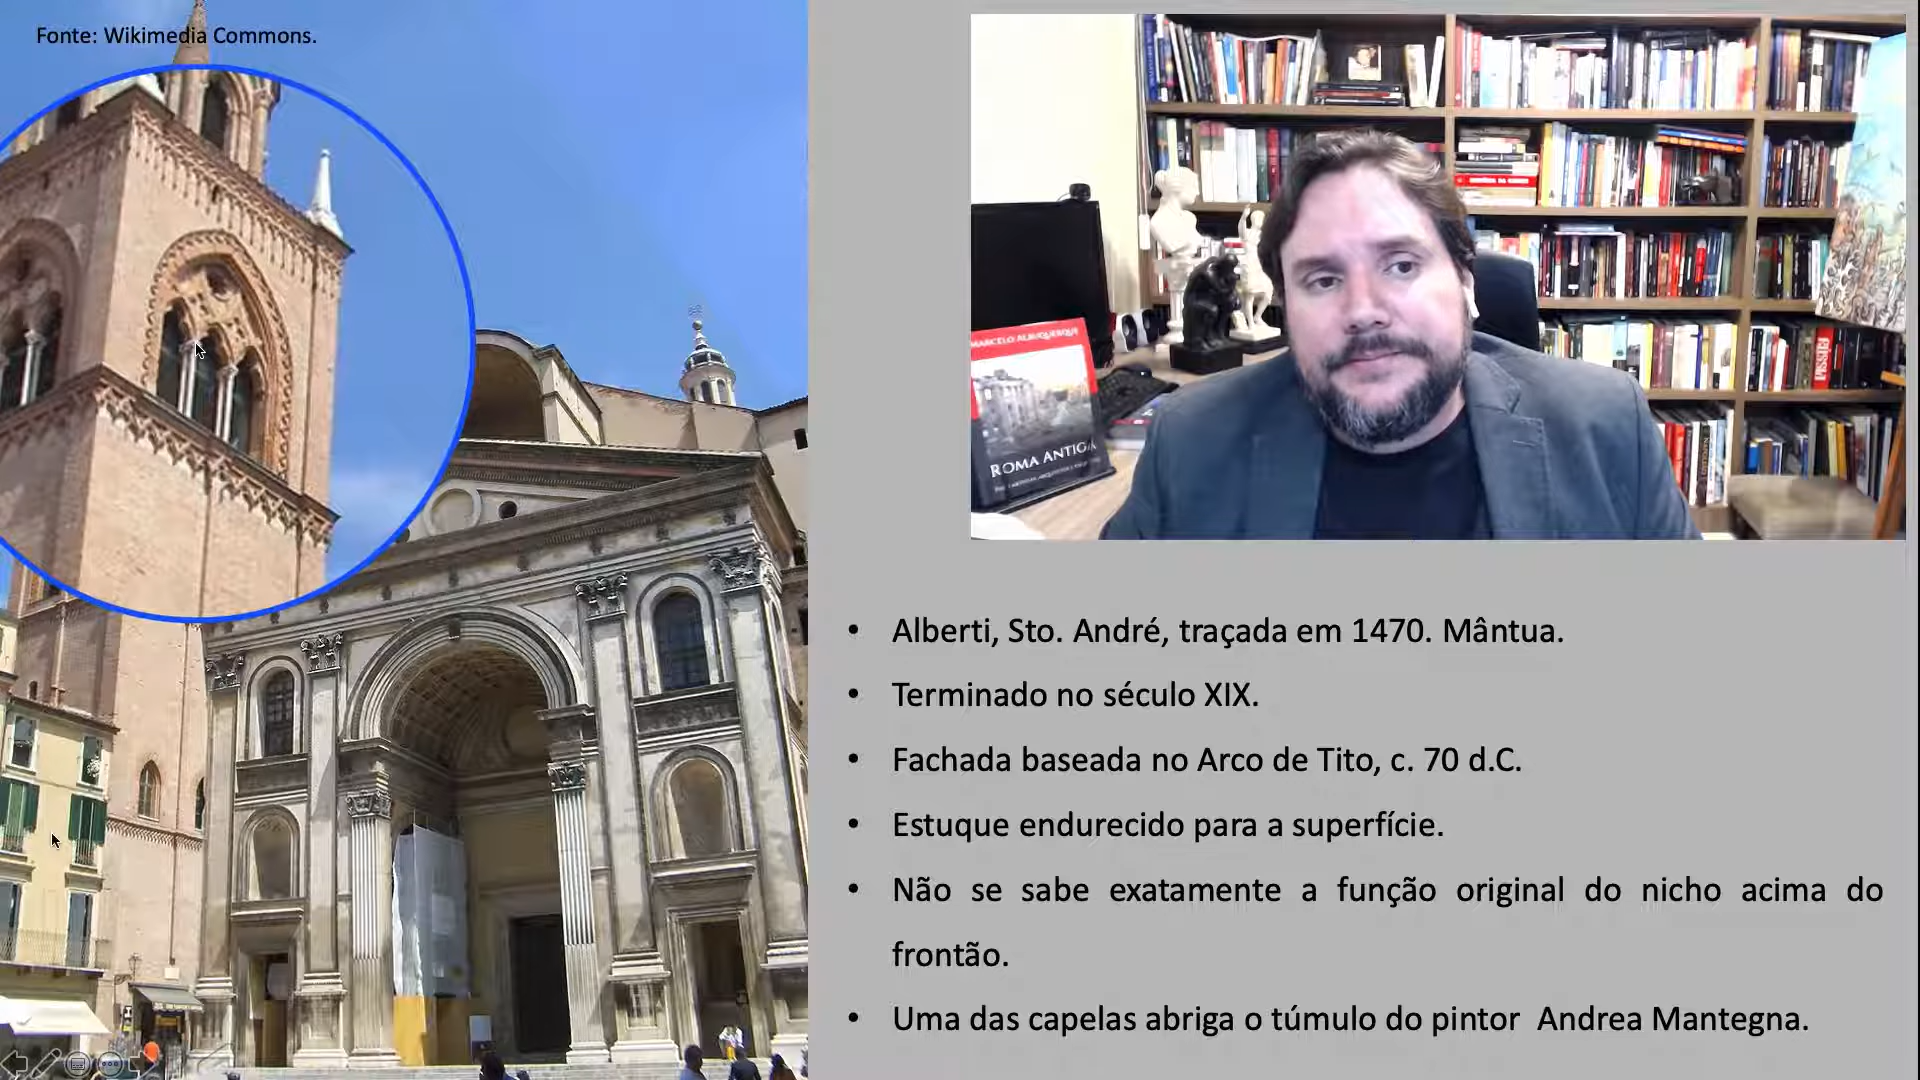 Fonte: Wikimedia Commons.
MARCELO ALBUQUERQUE
ROMA ANTIGA
• Alberti, Sto. André, traçada em 1470. Mântua.
• Terminado no século XIX.
• Fachada baseada no Arco de Tito, c. 70 d.C.
• Estuque endurecido para a superfície.
• Não se sabe exatamente a função original do nicho acima do
frontão.
• Uma das capelas abriga o túmulo do pintor Andrea Mantegna.